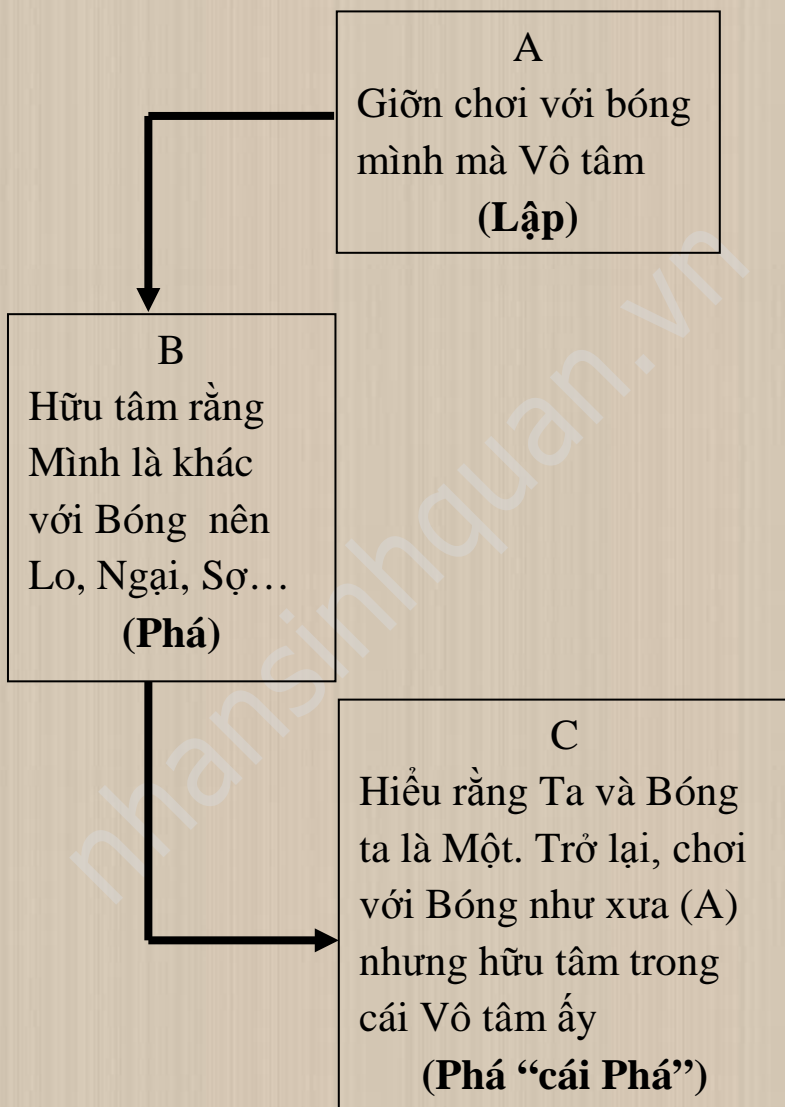 A
Giỡn chơi với bóng
mình mà Vô tâm
(Lập)
B
Hữu tâm rằng
Mình là khác
với Bóng nên
Lo, Ngại, Sợ…
(Phá)
C
Hiểu rằng Ta và Bóng
ta là Một. Trở lại, chơi
với Bóng như xưa (A)
nhưng hữu tâm trong
cái Vô tâm ấy
(Phá “cái Phá”)
nhansinhquan.vn